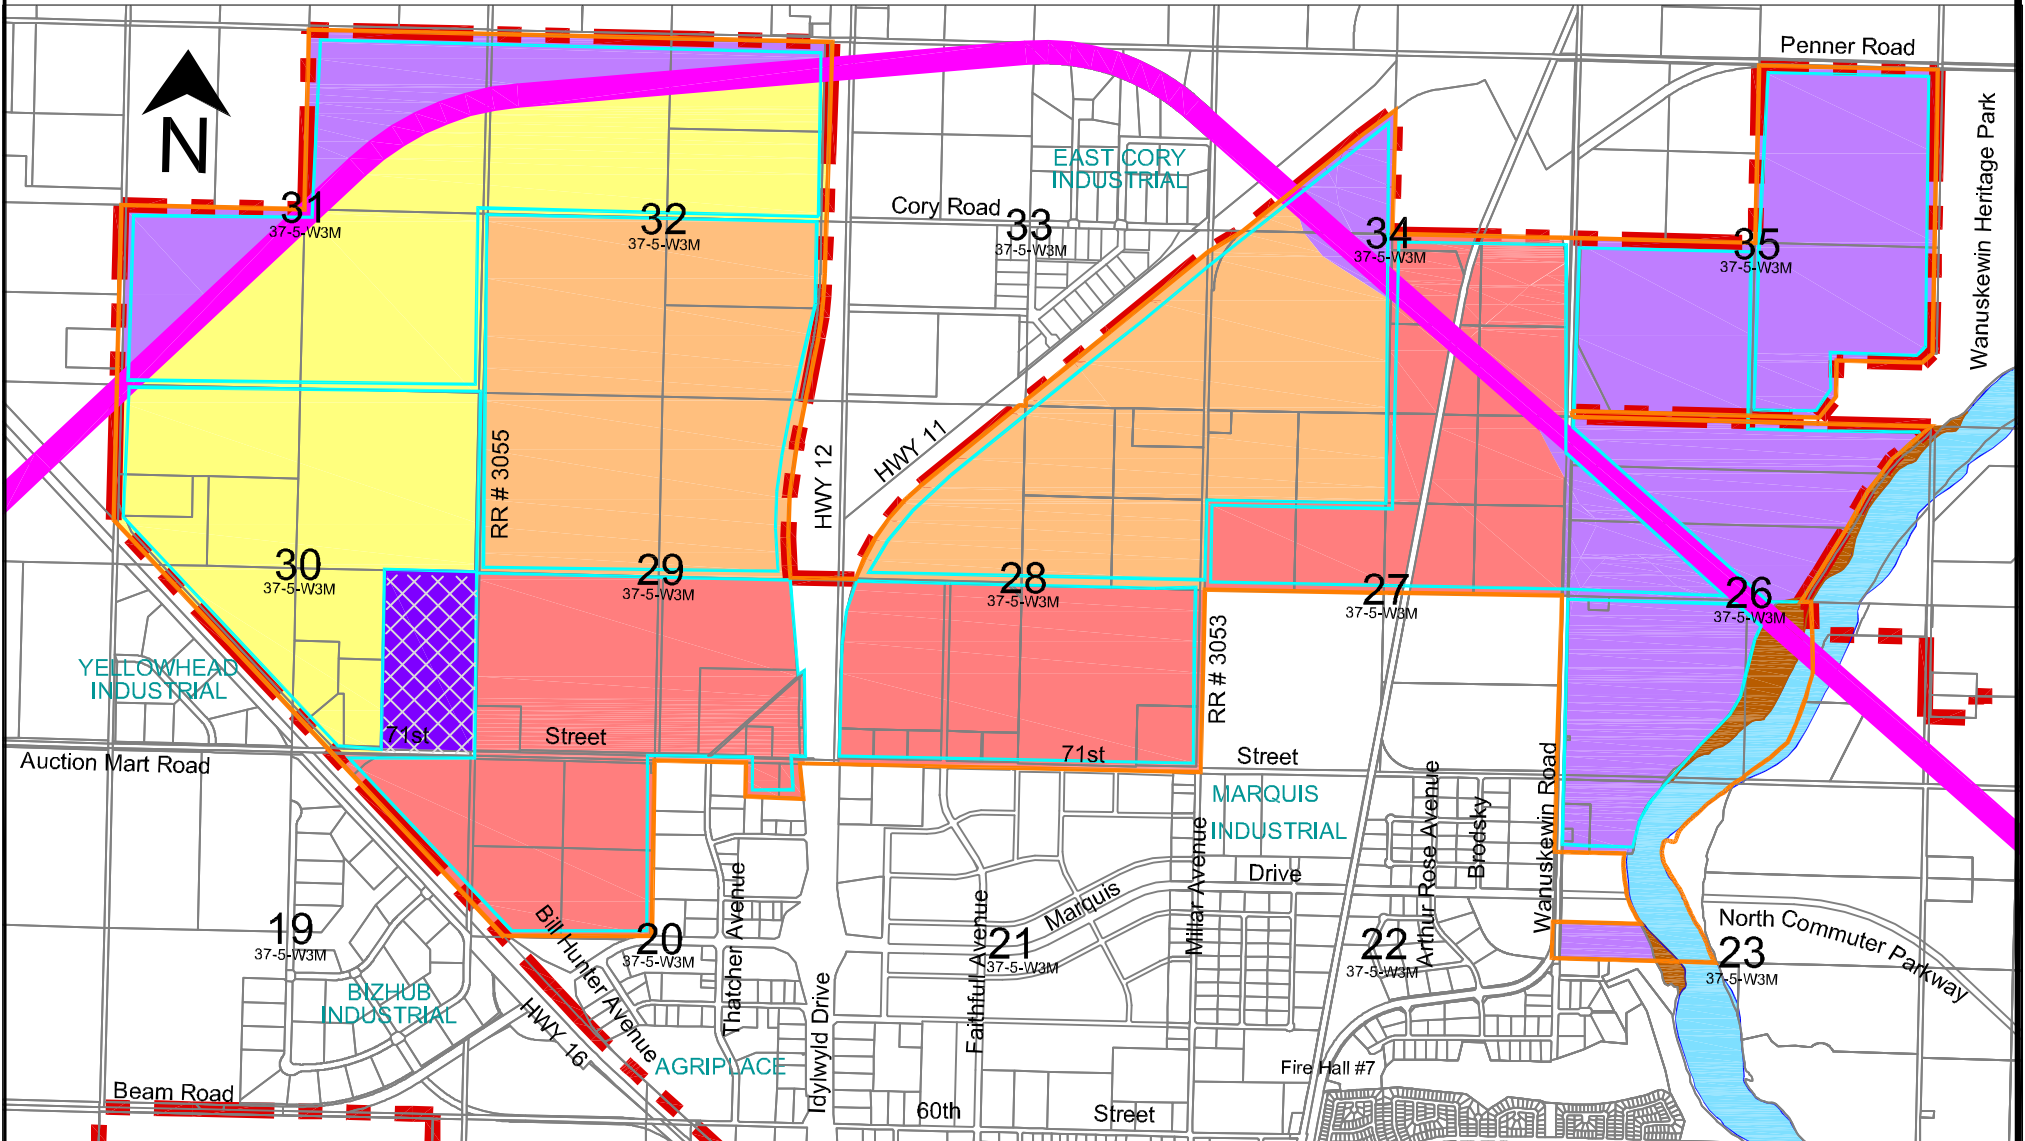 Penner Road
N
Wanuskewin Heritage Park
EAST CORY
INDUSTRIAL
Cory Road
31
37-5-W3M
32
37-5-W3M
33
37-5-W3M
34
37-5-W3M
35
37-5-W3M
RR # 3055
HWY 12
HWY 11
30
37-5-W3M
29
37-5-W3M
28
37-5-W3M
27
37-5-W3M
26
37-5-W3M
RR # 3053
YELLOWHEAD
INDUSTRIAL
Auction Mart Road
71st
Street
71st
Street
MARQUIS
INDUSTRIAL
Drive
Marquis
Millar Avenue
Arthur Rose Avenue
Brodsky
Wanuskewin Road
Thatcher Avenue
Faithfull Avenue
Bill Hunter Avenue
Idylwyld Drive
HWY 16
19
37-5-W3M
20
37-5-W3M
21
37-5-W3M
22
37-5-W3M
23
37-5-W3M
North Commuter Parkway
BIZHUB
INDUSTRIAL
AGRIPLACE
Fire Hall #7
Beam Road
60th
Street